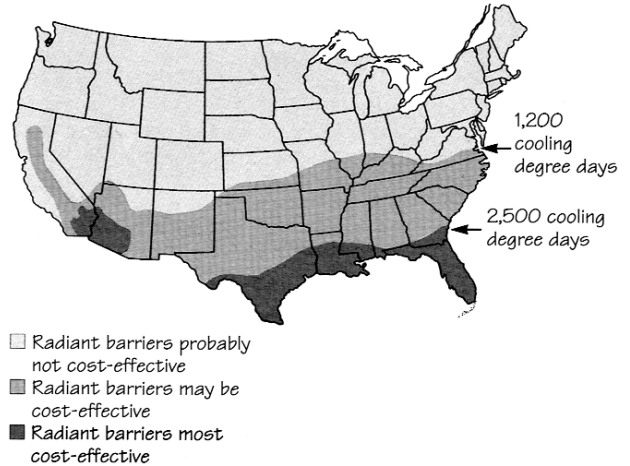 1,200
cooling
degree days
2,500 cooling
degree days
Radiant barriers probably
not cost-effective
Radiant barriers may be
cost-effective
Radiant barriers most
cost-effective